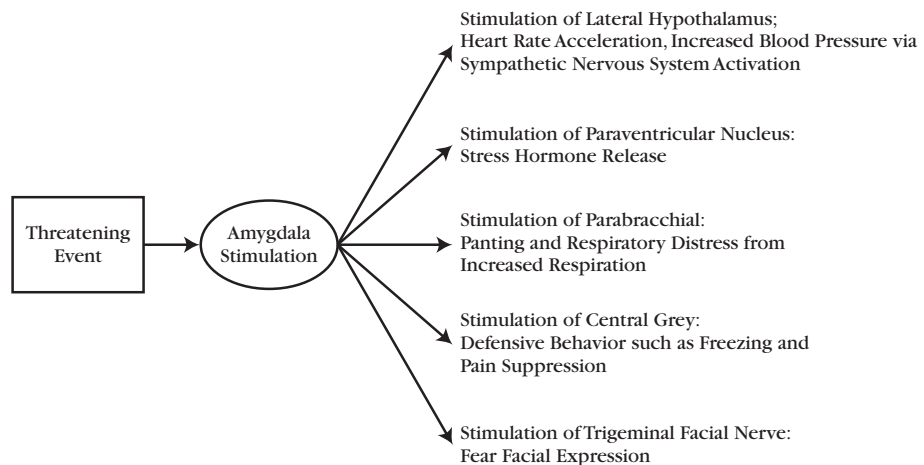 Stimulation of Lateral Hypothalamus;
Heart Rate Acceleration, Increased Blood Pressure via
Sympathetic Nervous System Activation
Stimulation of Paraventricular Nucleus:
Stress Hormone Release
Threatening
Event
Amygdala
Stimulation
Stimulation of Parabracchial:
Panting and Respiratory Distress from
Increased Respiration
Stimulation of Central Grey:
Defensive Behavior such as Freezing and
Pain Suppression
Stimulation of Trigeminal Facial Nerve:
Fear Facial Expression